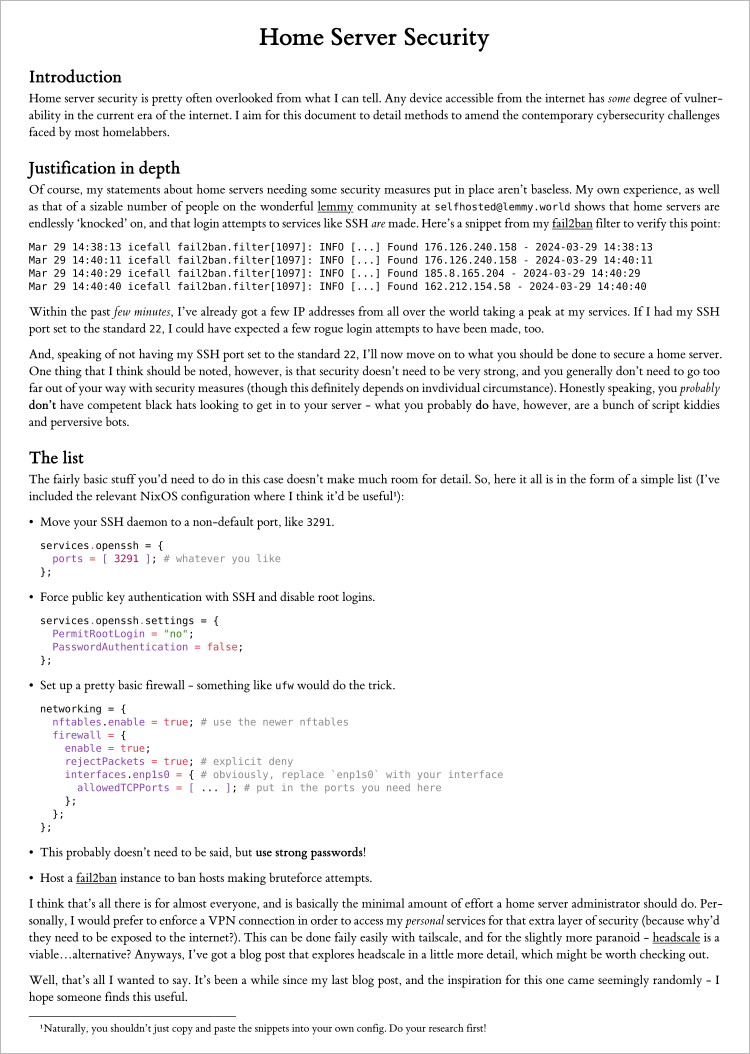 Home Server Security
Introduction
Home server security is pretty often overlooked from what I can tell. Any device accessible from the internet has some degree of vulner-
ability in the current era of the internet. I aim for this document to detail methods to amend the contemporary cybersecurity challenges
faced by most homelabbers.
Justification in depth
Of course, my statements about home servers needing some security measures put in place aren't baseless. My own experience, as well
as that of a sizable number of people on the wonderful lemmy community at selfhosted@lemmy.world shows that home servers are
endlessly ‘knocked’ on, and that login attempts to services like SSH are made. Here's a snippet from my fail2ban filter to verify this point:
Mar 29 14:38:13 icefall fail2ban.filter[1097]: INFO [...] Found 176.126.240.158 - 2024-03-29 14:38:13
Mar 29 14:40:11 icefall fail2ban.filter[1097]: INFO [...] Found 176.126.240.158 - 2024-03-29 14:40:11
Mar 29 14:40:29 icefall fail2ban.filter[1097]: INFO [...] Found 185.8.165.204 - 2024-03-29 14:40:29
Mar 29 14:40:40 icefall fail2ban.filter[1097]: INFO [...] Found 162.212.154.58 - 2024-03-29 14:40:40
Within the past few minutes, I've already got a few IP addresses from all over the world taking a peak at my services. If I had my SSH
port set to the standard 22, I could have expected a few rogue login attempts to have been made, too.
And, speaking of not having my SSH port set to the standard 22, I'll now move on to what you should be done to secure a home server.
One thing that I think should be noted, however, is that security doesn't need to be very strong, and you generally don't need to go too
far out of your way with security measures (though this definitely depends on invdividual circumstance). Honestly speaking, you probably
don't have competent black hats looking to get in to your server – what you probably do have, however, are a bunch of script kiddies
and perversive bots.
The list
The fairly basic stuff you'd need to do in this case doesn't make much room for detail. So, here it all is in the form of a simple list (I've
included the relevant NixOS configuration where I think it'd be useful¹):
• Move your SSH daemon to a non-default port, like 3291.
services.openssh = {
  ports = [ 3291 ]; # whatever you like
};
• Force public key authentication with SSH and disable root logins.
services.openssh.settings = {
  PermitRootLogin = "no";
  PasswordAuthentication = false;
};
• Set up a pretty basic firewall – something like ufw would do the trick.
networking = {
  nftables.enable = true; # use the newer nftables
  firewall = {
    enable = true;
    rejectPackets = true; # explicit deny
    interfaces.enp1s0 = { # obviously, replace `enp1s0` with your interface
      allowedTCPPorts = [ ... ]; # put in the ports you need here
    };
  };
};
• This probably doesn't need to be said, but use strong passwords!
• Host a fail2ban instance to ban hosts making bruteforce attempts.
I think that's all there is for almost everyone, and is basically the minimal amount of effort a home server administrator should do. Per-
sonally, I would prefer to enforce a VPN connection in order to access my personal services for that extra layer of security (because why'd
they need to be exposed to the internet?). This can be done faily easily with tailscale, and for the slightly more paranoid – headscale is a
viable…alternative? Anyways, I've got a blog post that explores headscale in a little more detail, which might be worth checking out.
Well, that's all I wanted to say. It's been a while since my last blog post, and the inspiration for this one came seemingly randomly – I
hope someone finds this useful.
¹Naturally, you shouldn't just copy and paste the snippets into your own config. Do your research first!